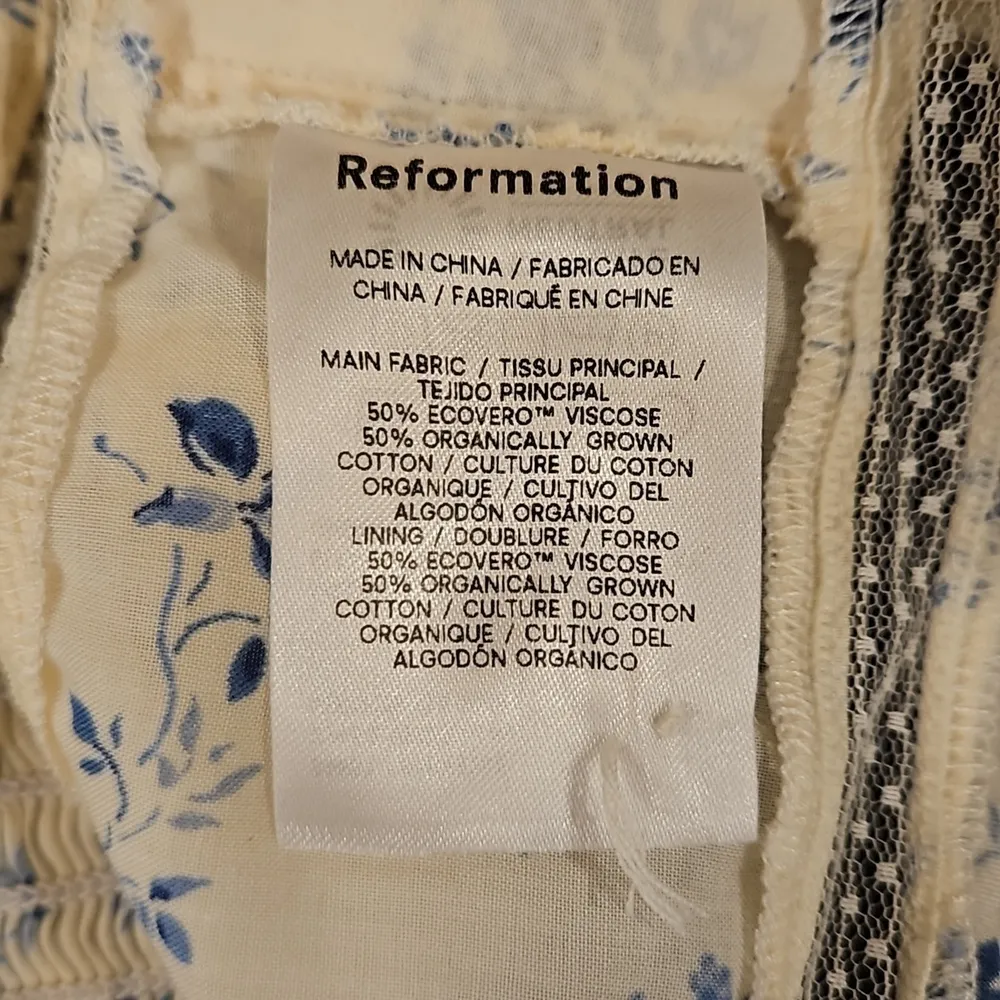 Reformation
MADE IN CHINA / FABRICADO EN
CHINA / FABRIQUÉ EN CHINE
MAIN FABRIC / TISSU PRINCIPAL /
TEJIDO PRINCIPAL
50% ECOVERO™ VISCOSE
50% ORGANICALLY GROWN
COTTON / CULTURE DU COTON
ORGANIQUE / CULTIVO DEL
ALGODÓN ORGÁNICO
LINING / DOUBLURE / FORRO
50% ECOVERO™ VISCOSE
50% ORGANICALLY GROWN
COTTON / CULTURE DU COTON
ORGANIQUE / CULTIVO DEL
ALGODÓN ORGÁNICO